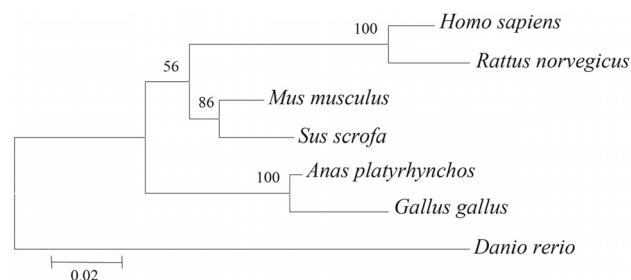 100
Homo sapiens
Rattus norvegicus
56
86
Mus musculus
Sus scrofa
100
Anas platyrhynchos
Gallus gallus
Danio rerio
0.02